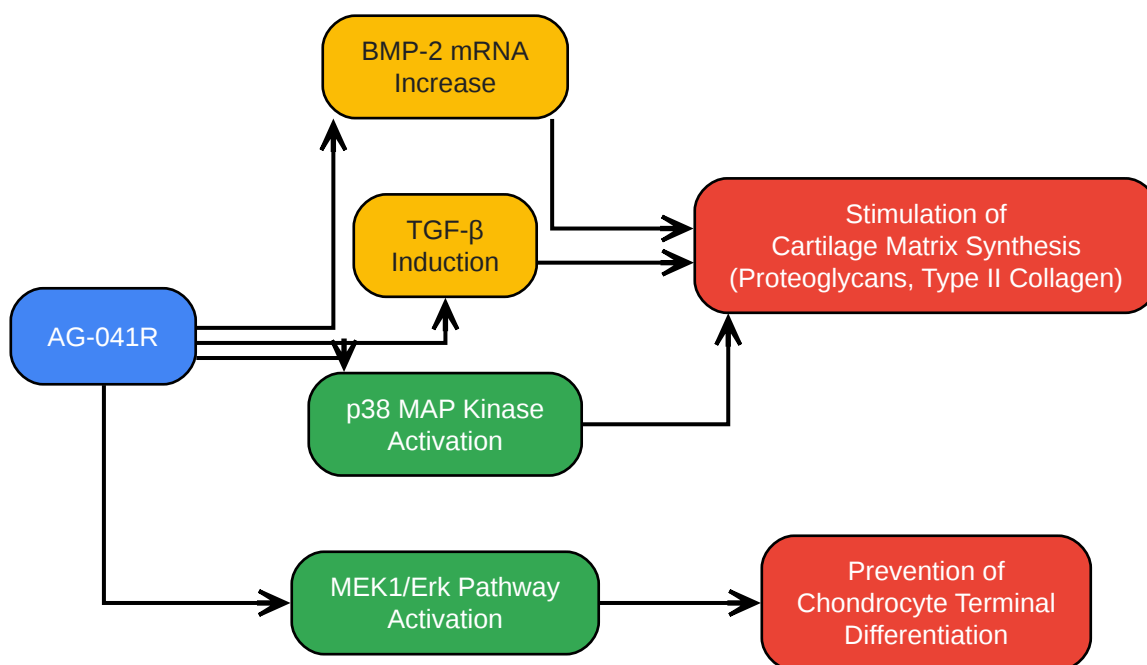 BMP-2 mRNA
Increase
TGF-β
Induction
Stimulation of
Cartilage Matrix Synthesis
(Proteoglycans, Type II Collagen)
AG-041R
p38 MAP Kinase
Activation
MEK1/Erk Pathway
Activation
Prevention of
Chondrocyte Terminal
Differentiation